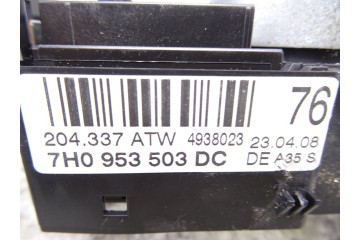 76
204.337 ATW 4938023 23.04.08
7H0 953 503 DC DE A35 S